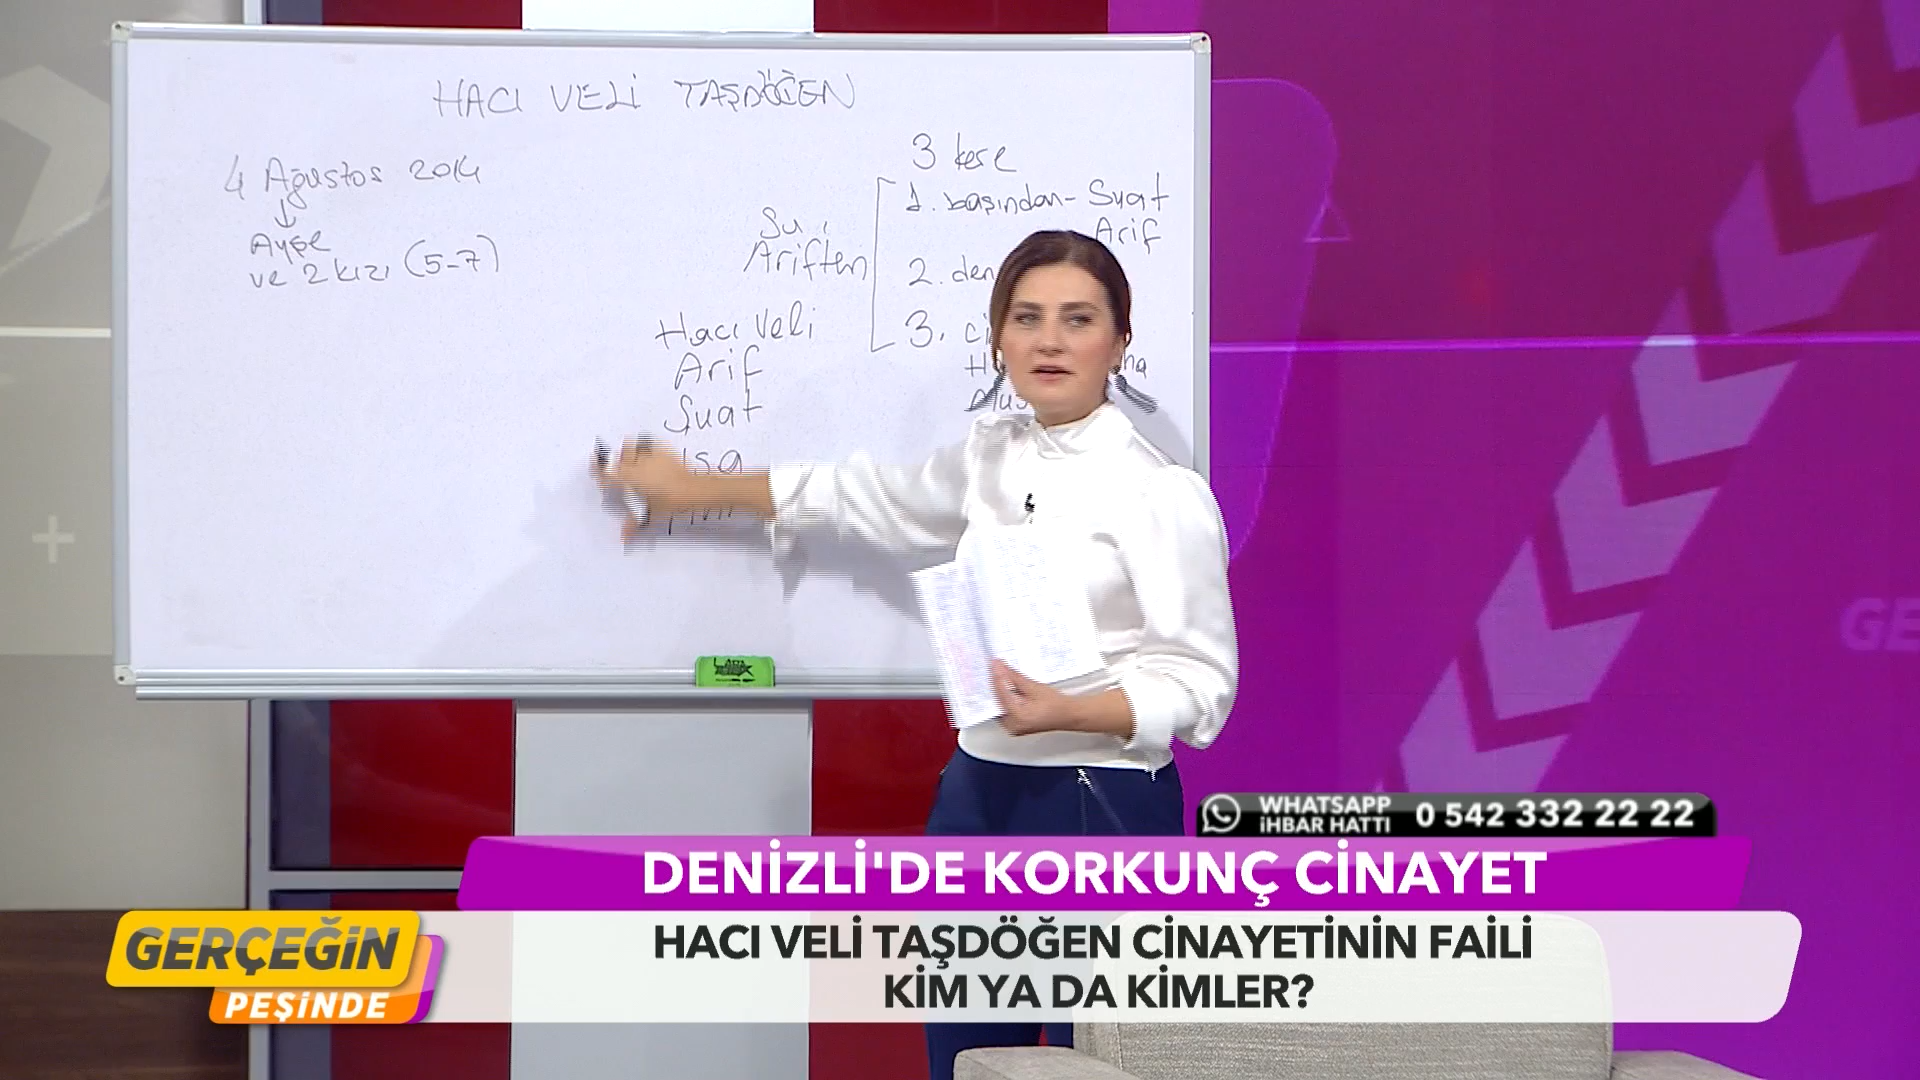 HACI VELİ TAŞDÖĞEN
4 Ağustos 2014
Ayşe
ve 2 kızı (5-7)
3 kere
1. başından - Suat
Arif
2. den
3. ci
Su
Ariften
Hacı Veli
Arif
Suat
isa
WHATSAPP
İHBAR HATTI
0 542 332 22 22
DENİZLİ'DE KORKUNÇ CİNAYET
HACI VELİ TAŞDÖĞEN CİNAYETİNİN FAİLİ
KİM YA DA KİMLER?
GERÇEĞİN
PEŞİNDE
GE